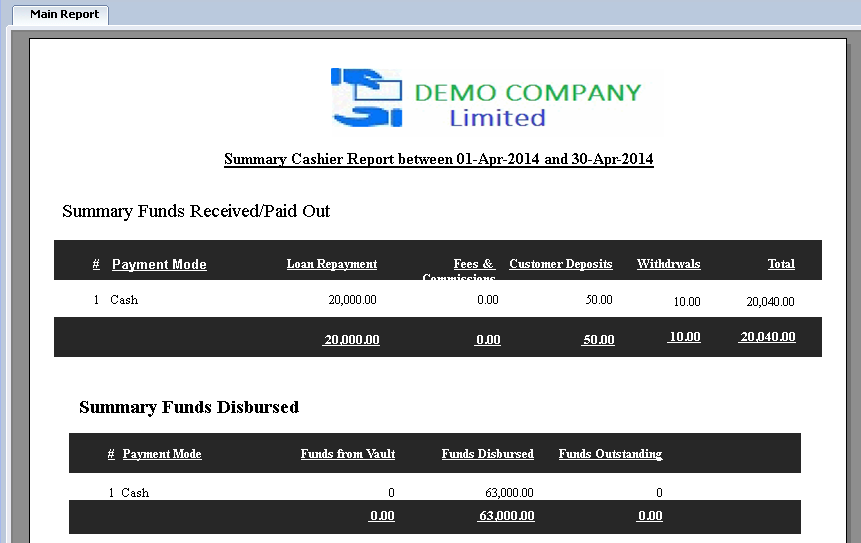 Main Report
DEMO COMPANY
Limited
Summary Cashier Report between 01-Apr-2014 and 30-Apr-2014
Summary Funds Received/Paid Out
# Payment Mode Loan Repayment Fees & Customer Deposits Withdrwals Total
Commissions
1 Cash 20,000.00 0.00 50.00 10.00 20,040.00
20,000.00 0.00 50.00 10.00 20,040.00
Summary Funds Disbursed
# Payment Mode Funds from Vault Funds Disbursed Funds Outstanding
1 Cash 0 63,000.00 0
0.00 63,000.00 0.00